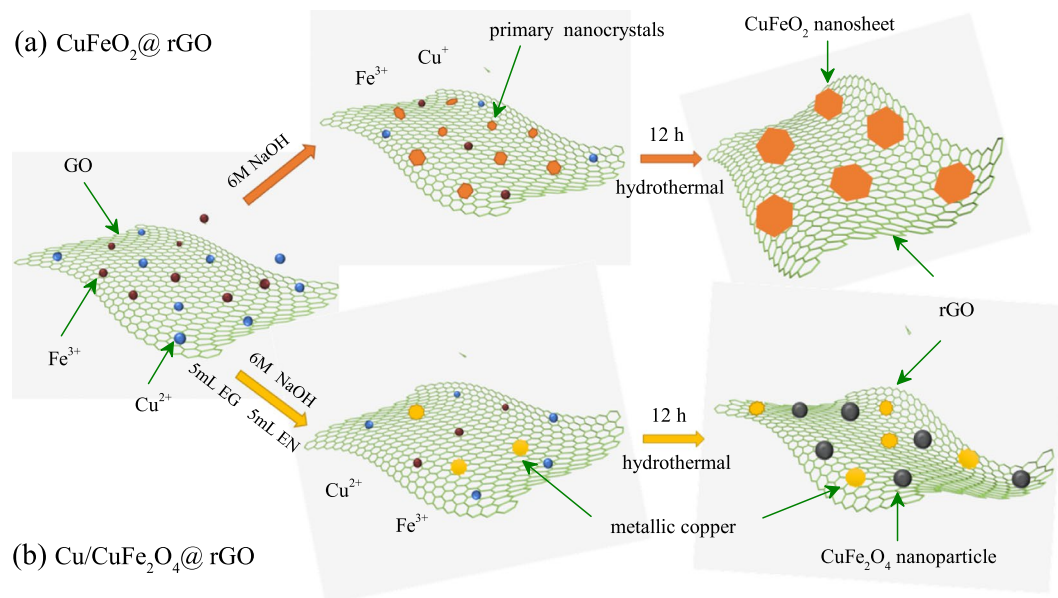 (a) CuFeO₂@ rGO
primary nanocrystals
CuFeO₂ nanosheet
Cu⁺
Fe³⁺
6M NaOH
12 h
hydrothermal
GO
Fe³⁺
Cu²⁺
rGO
6M NaOH
5mL EG 5mL EN
12 h
hydrothermal
Cu²⁺
Fe³⁺
metallic copper
CuFe₂O₄ nanoparticle
(b) Cu/CuFe₂O₄@ rGO